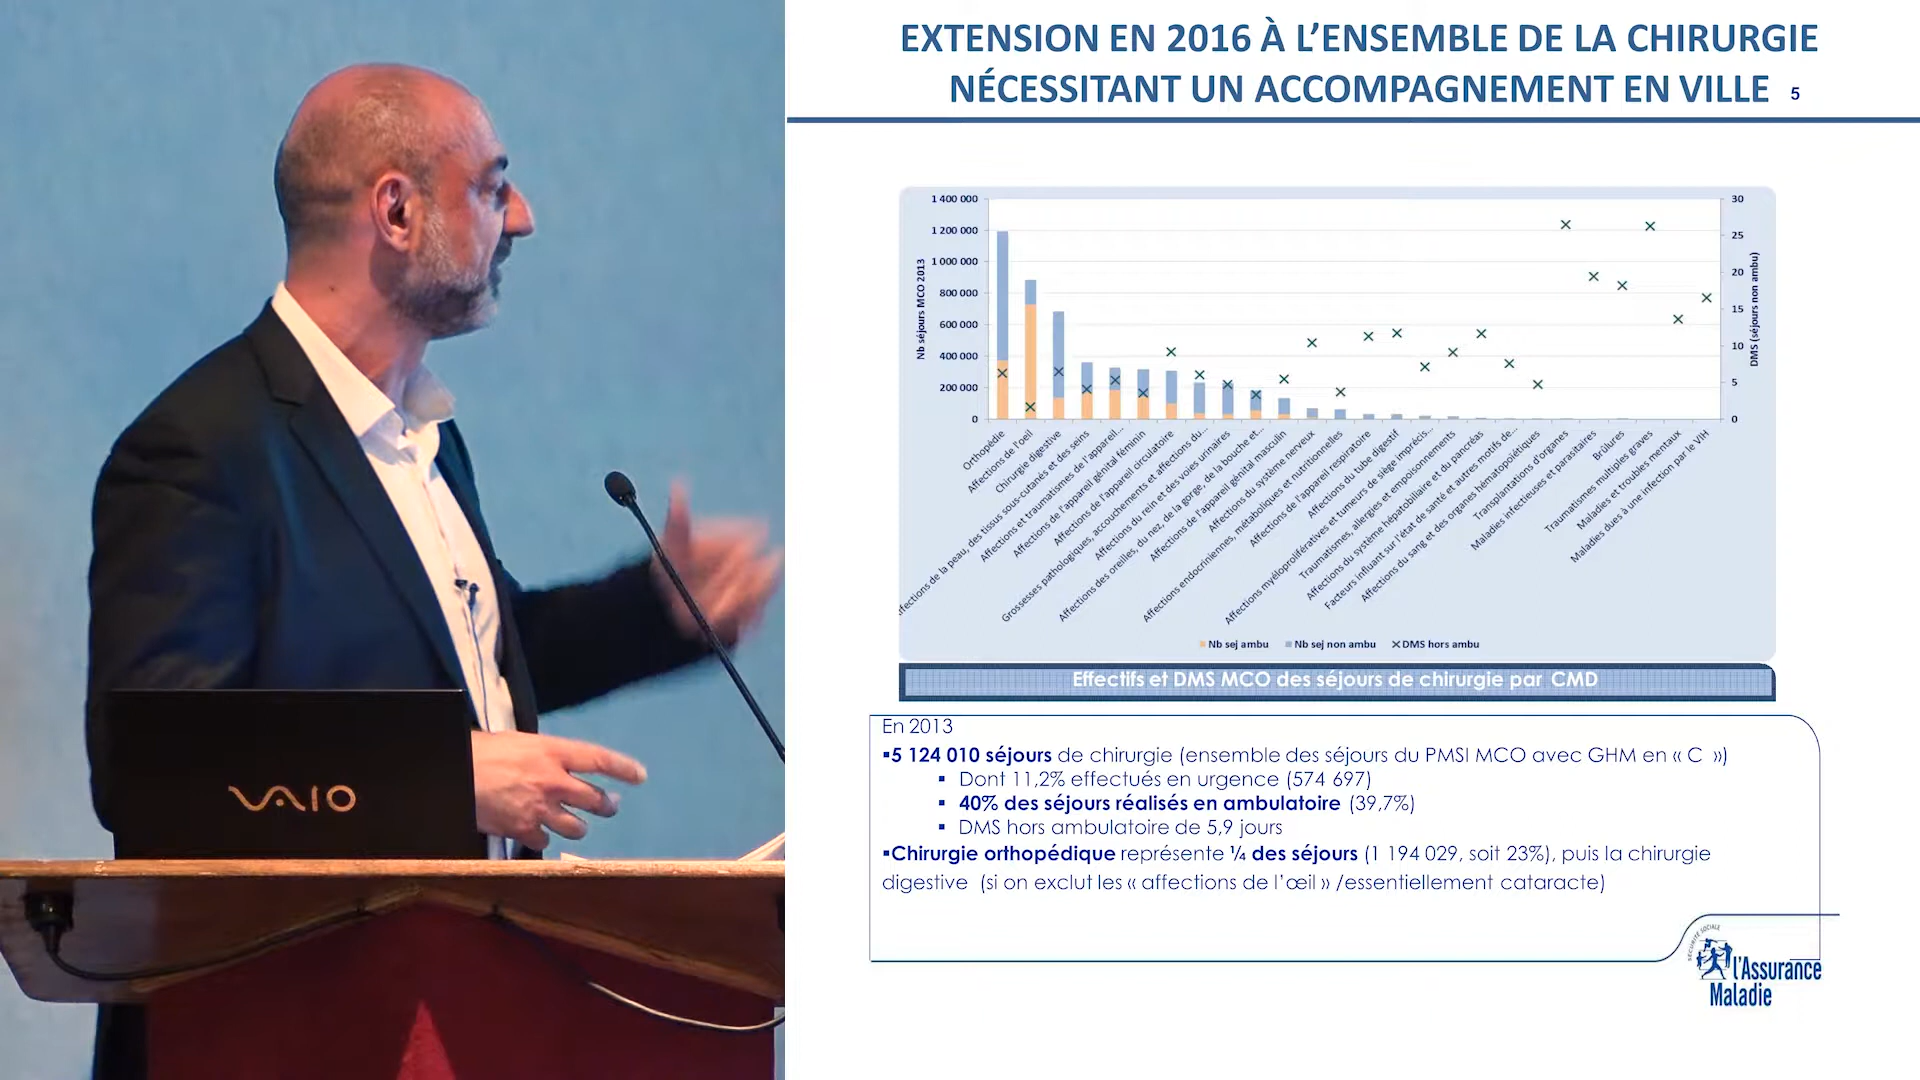 EXTENSION EN 2016 À L’ENSEMBLE DE LA CHIRURGIE
NÉCESSITANT UN ACCOMPAGNEMENT EN VILLE 5
Nb séjours MCO 2013
1 400 000
1 200 000
1 000 000
800 000
600 000
400 000
200 000
0
30
25
20
15
10
5
0
DMS (séjours non ambu)
Orthopédie
Affections de l'oeil
Chirurgie digestive
ffections de la peau, des tissus sous-cutanés et des seins
Affections et traumatismes de l'appareil...
Affections de l'appareil génital féminin
Affections de l'appareil circulatoire
Grossesses pathologiques, accouchements et affections du...
Affections du rein et des voies urinaires
Affections des oreilles, du nez, de la gorge, de la bouche et...
Affections de l'appareil génital masculin
Affections du système nerveux
Affections endocriniennes, métaboliques et nutritionnelles
Affections de l'appareil respiratoire
Affections du tube digestif
Affections myéloprolifératives et tumeurs de siège imprécis...
Traumatismes, allergies et empoisonnements
Affections du système hépatobiliaire et du pancréas
Facteurs influant sur l'état de santé et autres motifs de...
Affections du sang et des organes hématopoïétiques
Transplantations d'organes
Maladies infectieuses et parasitaires
Brûlures
Traumatismes multiples graves
Maladies et troubles mentaux
Maladies dues à une infection par le VIH
Nb sej ambu Nb sej non ambu DMS hors ambu
Effectifs et DMS MCO des séjours de chirurgie par CMD
En 2013
▪5 124 010 séjours de chirurgie (ensemble des séjours du PMSI MCO avec GHM en « C »)
▪ Dont 11,2% effectués en urgence (574 697)
▪ 40% des séjours réalisés en ambulatoire (39,7%)
▪ DMS hors ambulatoire de 5,9 jours
▪Chirurgie orthopédique représente ¼ des séjours (1 194 029, soit 23%), puis la chirurgie
digestive (si on exclut les « affections de l’œil » /essentiellement cataracte)
SÉCURITÉ SOCIALE
l'Assurance
Maladie
VAIO